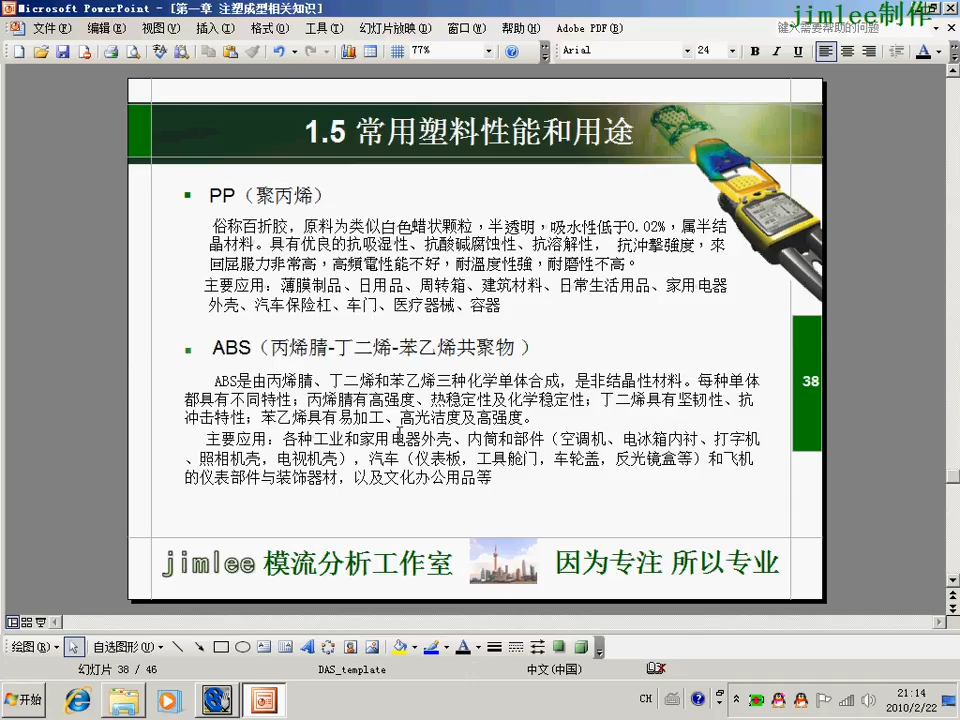 Microsoft PowerPoint - [第一章 注塑成型相关知识]
jimlee制作
文件(F) 编辑(E) 视图(V) 插入(I) 格式(O) 工具(T) 幻灯片放映(D) 窗口(W) 帮助(H) Adobe PDF(B) 键入需要帮助的问题
77% Arial 24 B I U A
1.5 常用塑料性能和用途
PP（聚丙烯）
俗称百折胶，原料为类似白色蜡状颗粒，半透明，吸水性低于0.02%，属半结
晶材料。具有优良的抗吸湿性、抗酸碱腐蚀性、抗溶解性， 抗沖擊強度，來
回屈服力非常高，高頻電性能不好，耐溫度性強，耐磨性不高。
主要应用：薄膜制品、日用品、周转箱、建筑材料、日常生活用品、家用电器
外壳、汽车保险杠、车门、医疗器械、容器
ABS（丙烯腈-丁二烯-苯乙烯共聚物 ）
38
ABS是由丙烯腈、丁二烯和苯乙烯三种化学单体合成，是非结晶性材料。每种单体
都具有不同特性；丙烯腈有高强度、热稳定性及化学稳定性；丁二烯具有坚韧性、抗
冲击特性；苯乙烯具有易加工、高光洁度及高强度。
主要应用：各种工业和家用电器外壳、内筒和部件（空调机、电冰箱内衬、打字机
、照相机壳，电视机壳），汽车（仪表板，工具舱门，车轮盖，反光镜盒等）和飞机
的仪表部件与装饰器材，以及文化办公用品等
jimlee 模流分析工作室 因为专注 所以专业
绘图(R) 自选图形(U) A
幻灯片 38 / 46 DAS_template 中文(中国)
开始 CH 21:14
2010/2/22